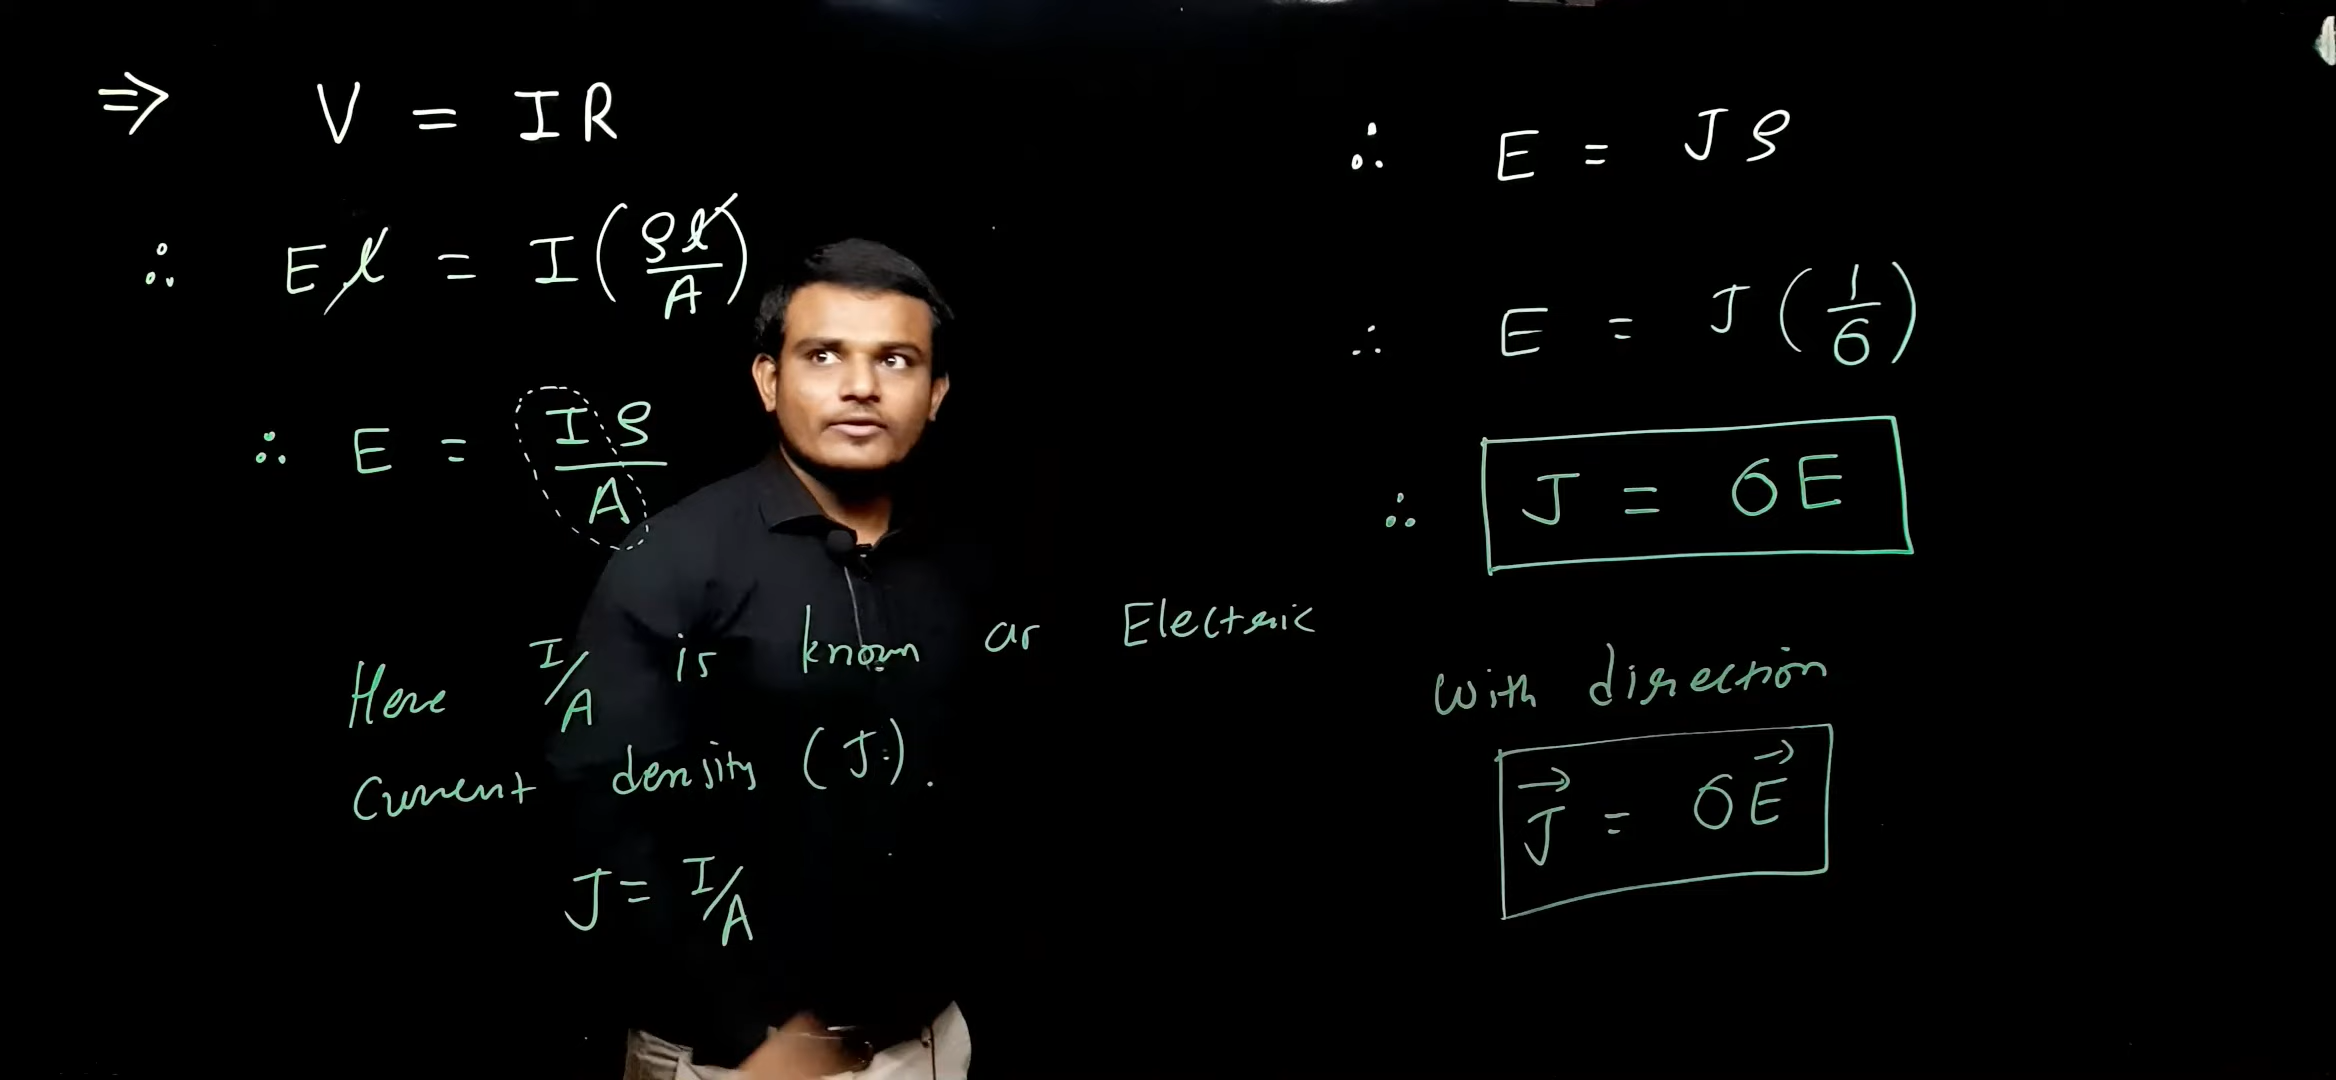 ⇒ V = IR
∴ El = I(ρl/A)
∴ E = Iρ/A
Here I/A is known as Electric
Current density (J).
J = I/A
∴ E = Jρ
∴ E = J(1/σ)
∴ J = σE
With direction
J⃗ = σE⃗